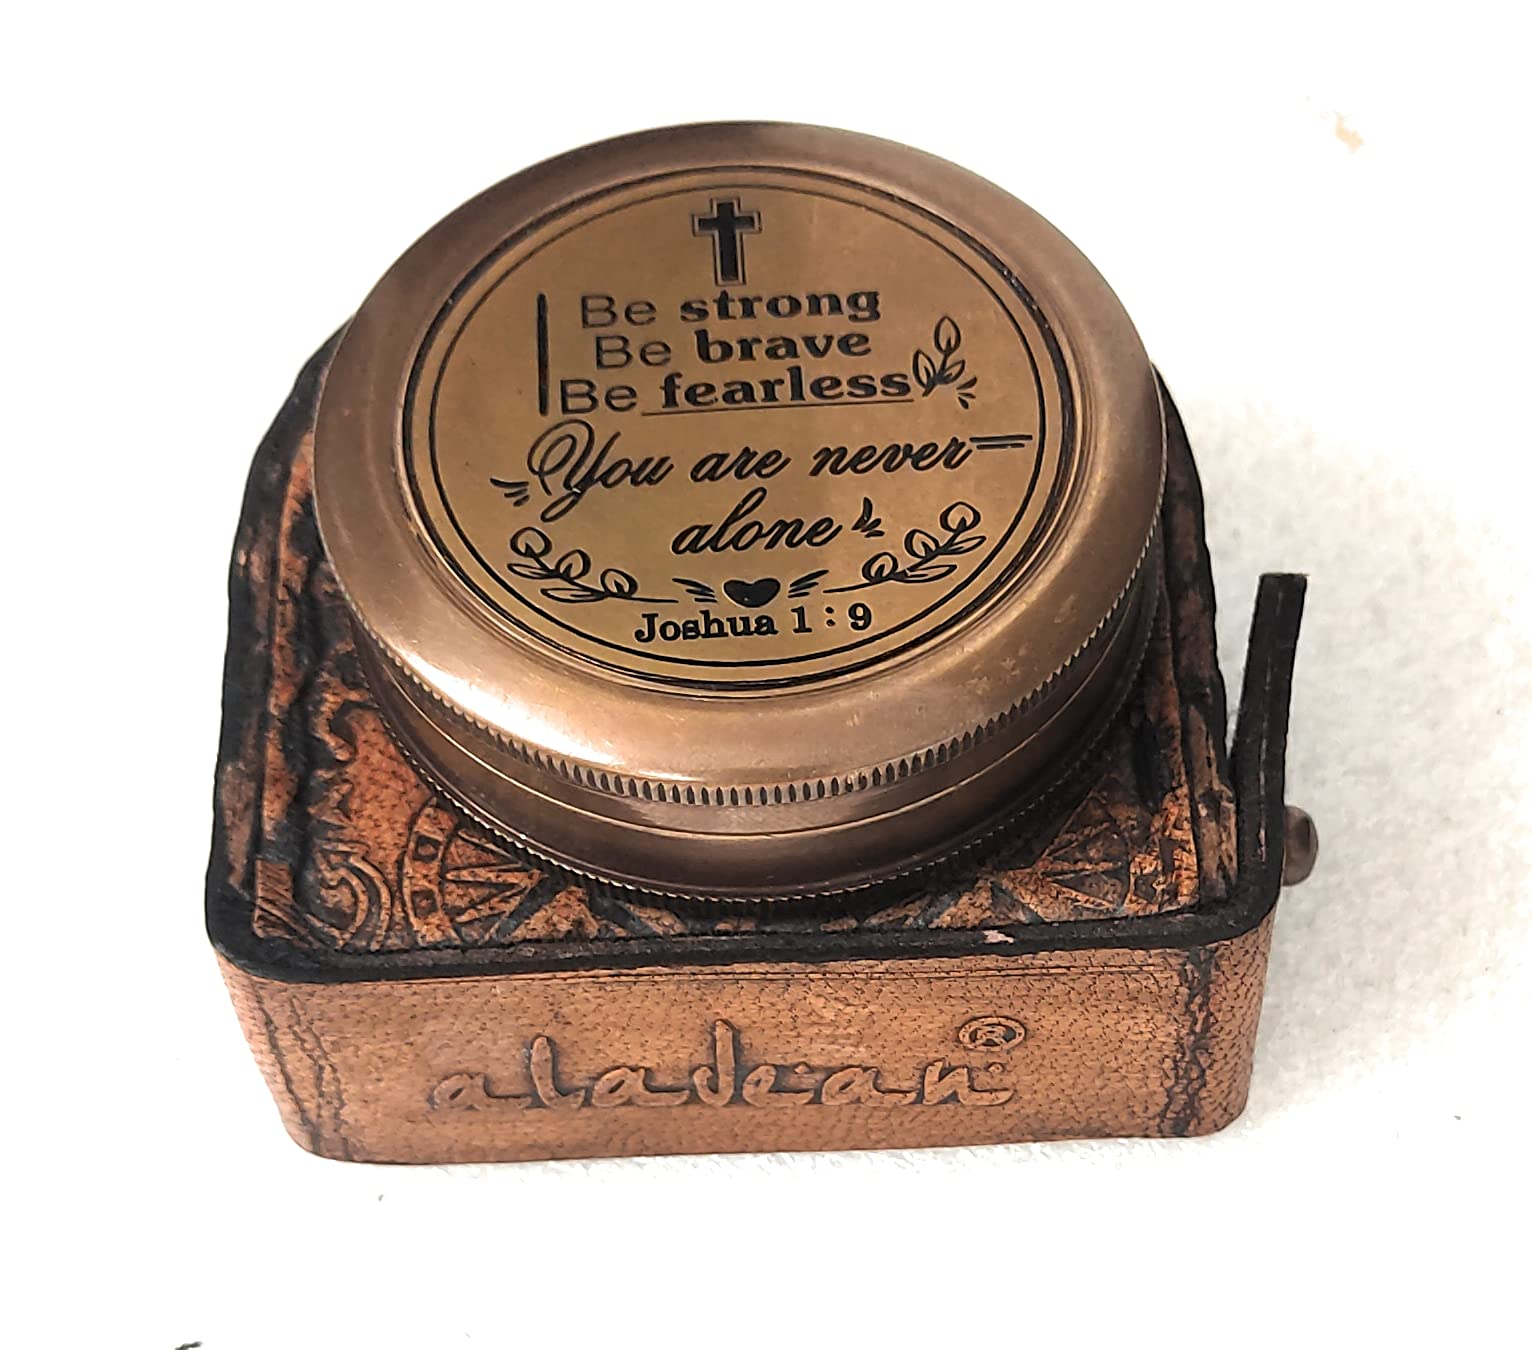 Be strong
Be brave
Be fearless
You are never
alone
Joshua 1 : 9
aladean®